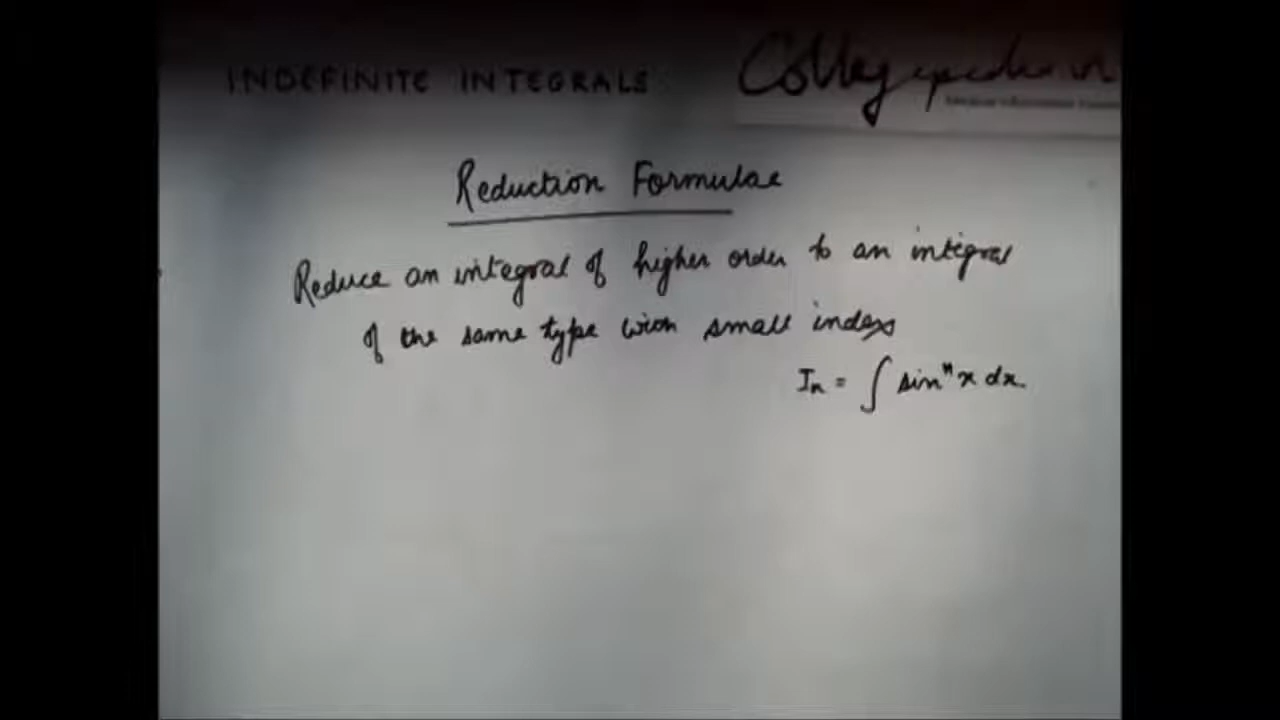 INDEFINITE INTEGRALS
Reduction Formulae
Reduce an integral of higher order to an integral
of the same type with small index
Iₙ = ∫ sinⁿ x dx